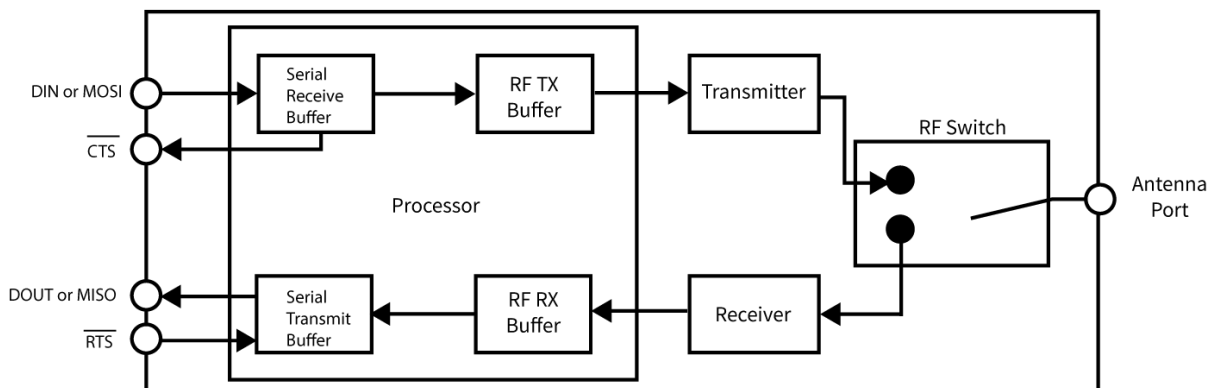 DIN or MOSI
Serial
Receive
Buffer
RF TX
Buffer
Transmitter
RF Switch
CTS
Antenna
Port
Processor
DOUT or MISO
Serial
Transmit
Buffer
RF RX
Buffer
Receiver
RTS